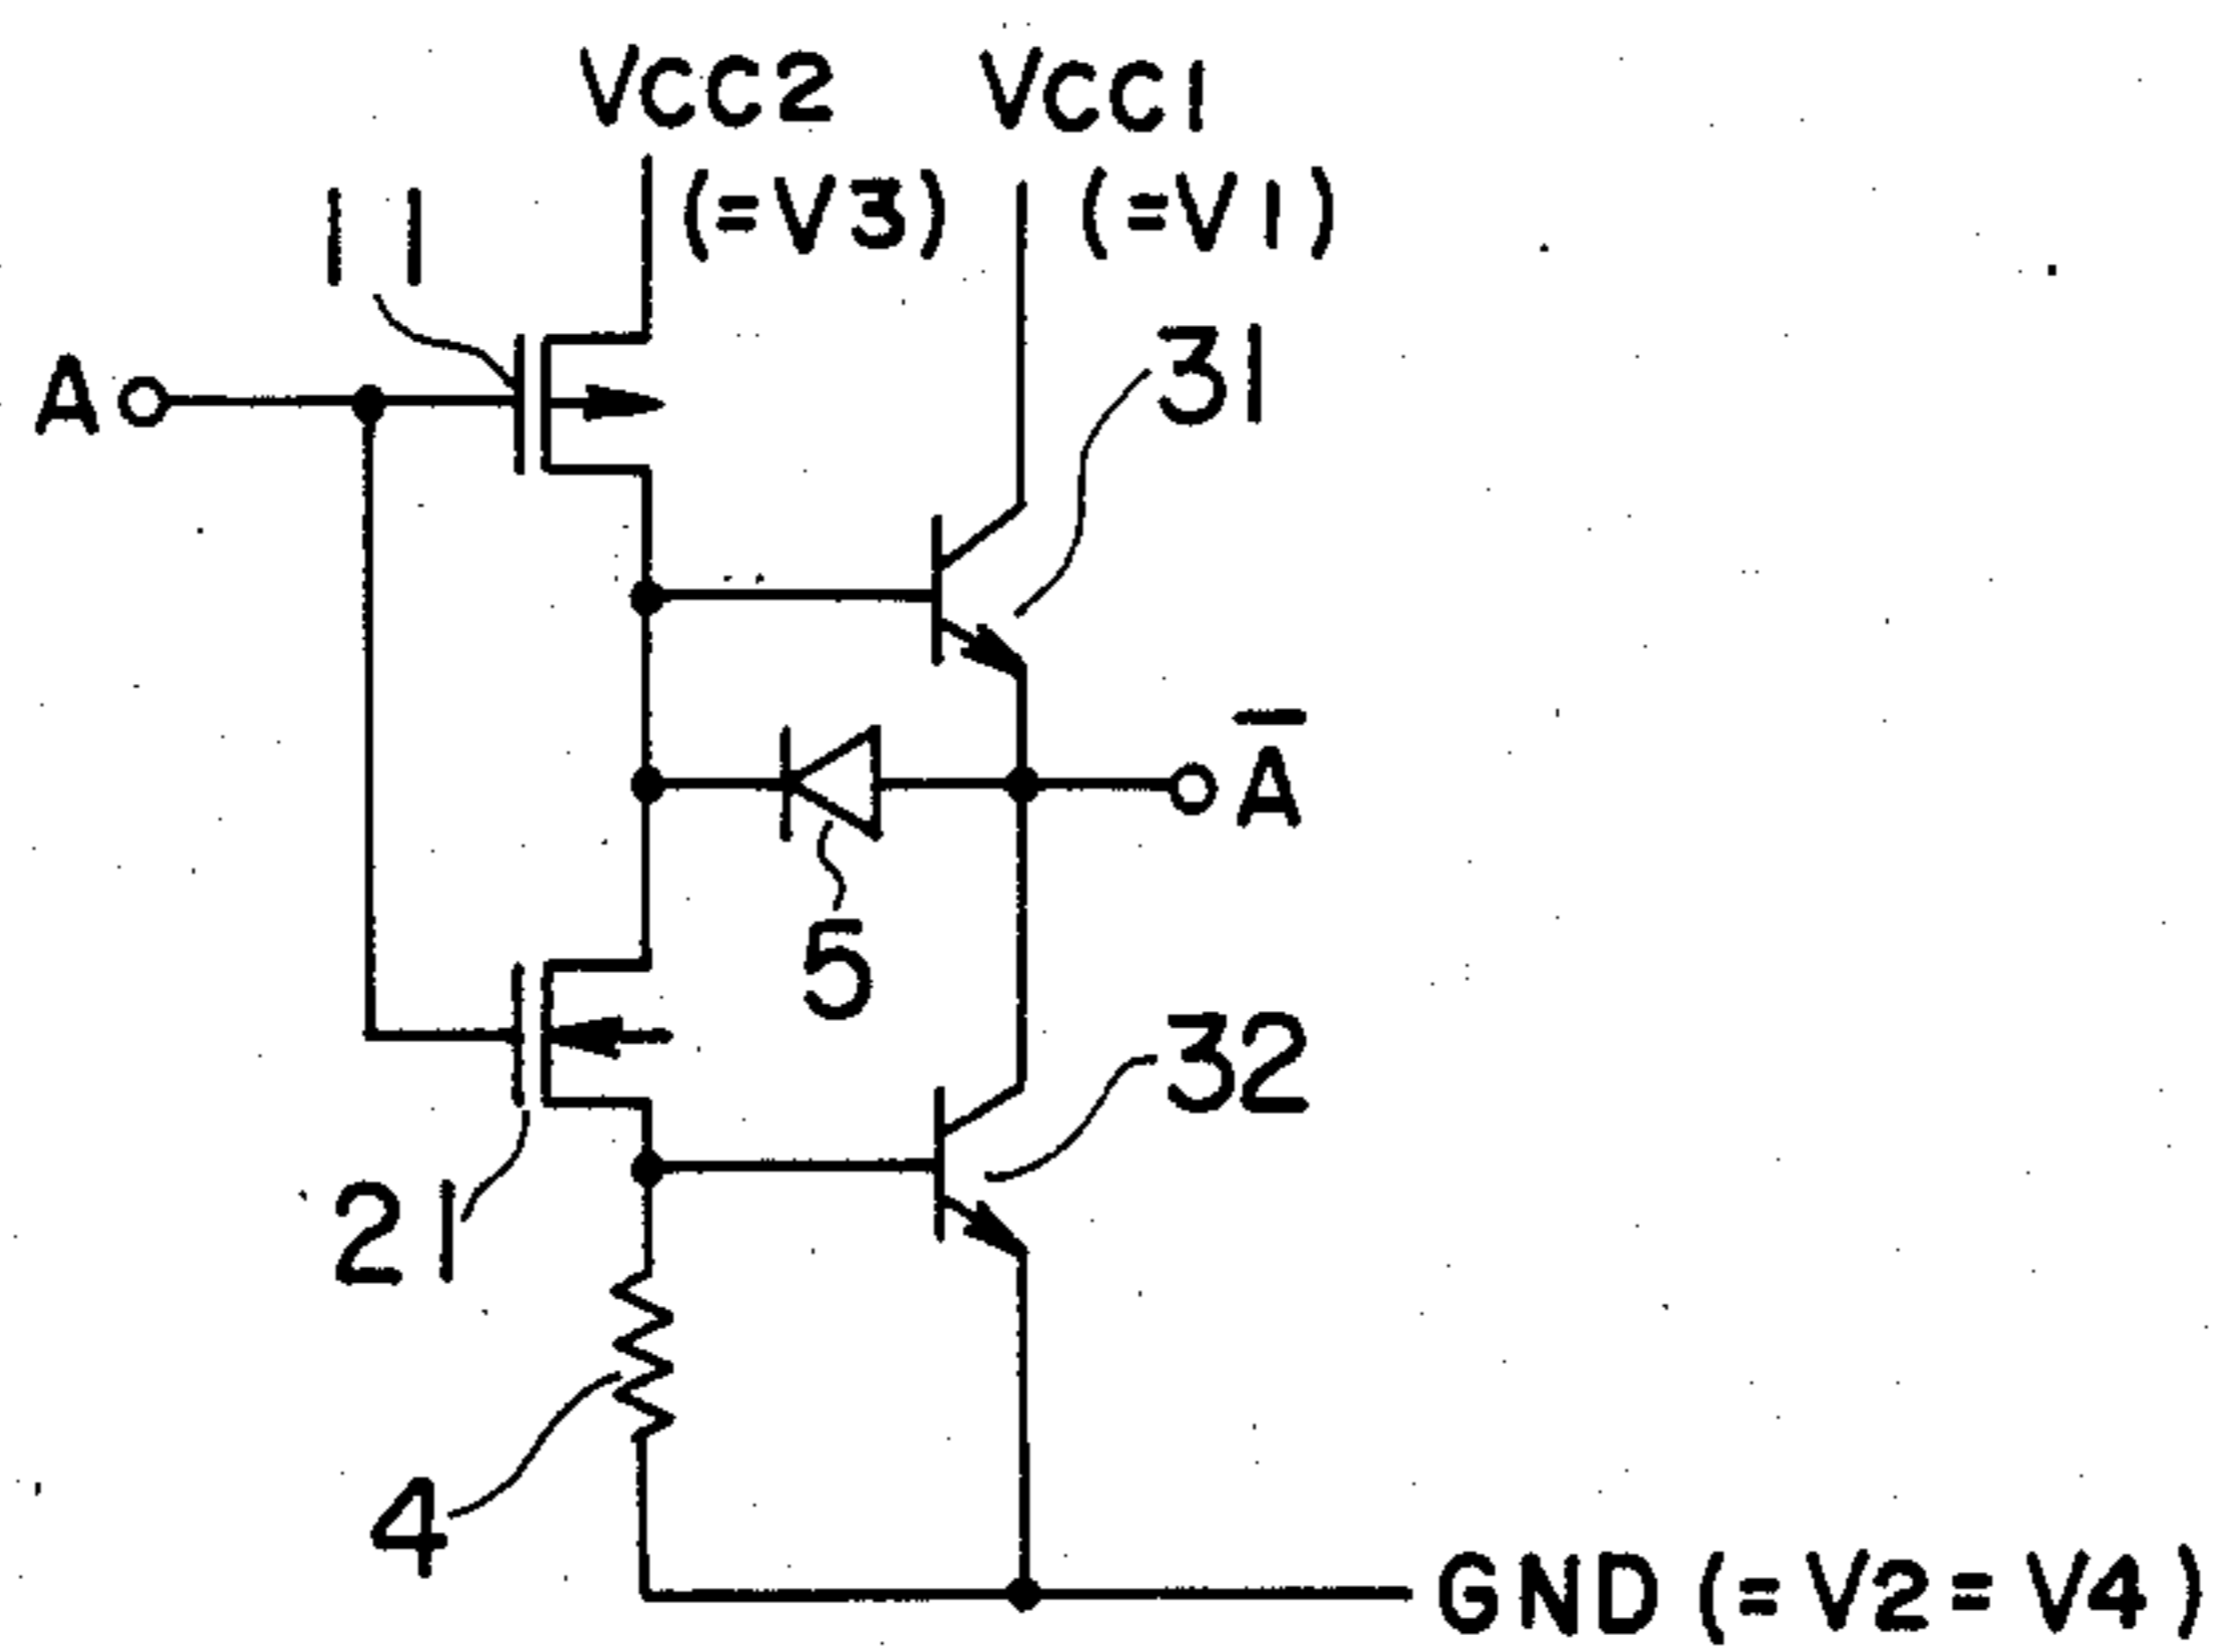 VCC2 VCC1
(=V3) (=V1)
11
31
A
A̅
5
32
21
4
GND (=V2=V4)